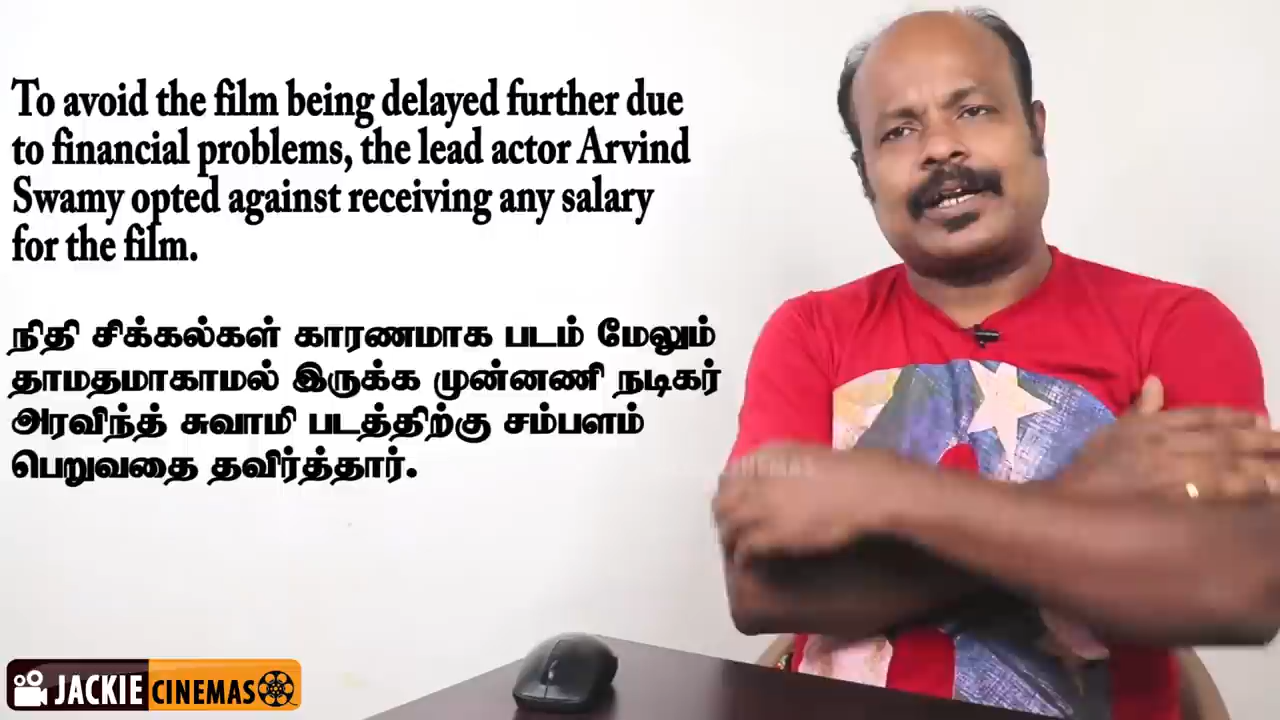 To avoid the film being delayed further due
to financial problems, the lead actor Arvind
Swamy opted against receiving any salary
for the film.
நிதி சிக்கல்கள் காரணமாக படம் மேலும்
தாமதமாகாமல் இருக்க முன்னணி நடிகர்
அரவிந்த் சுவாமி படத்திற்கு சம்பளம்
பெறுவதை தவிர்த்தார்.
JACKIE CINEMAS